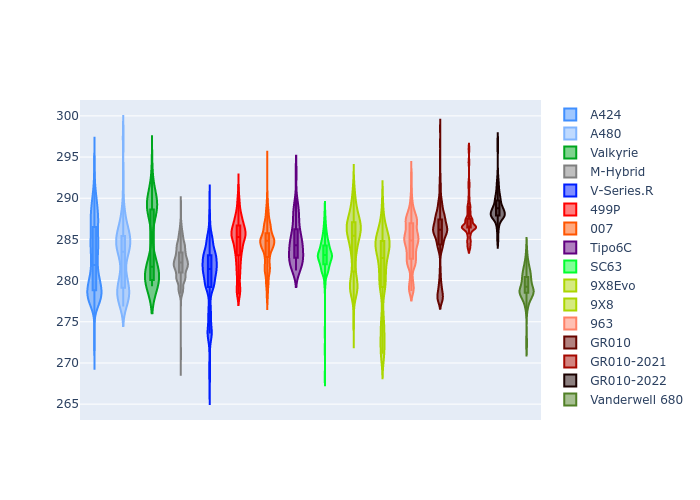 300
295
290
285
280
275
270
265
A424
A480
Valkyrie
M-Hybrid
V-Series.R
499P
007
Tipo6C
SC63
9X8Evo
9X8
963
GR010
GR010-2021
GR010-2022
Vanderwell 680